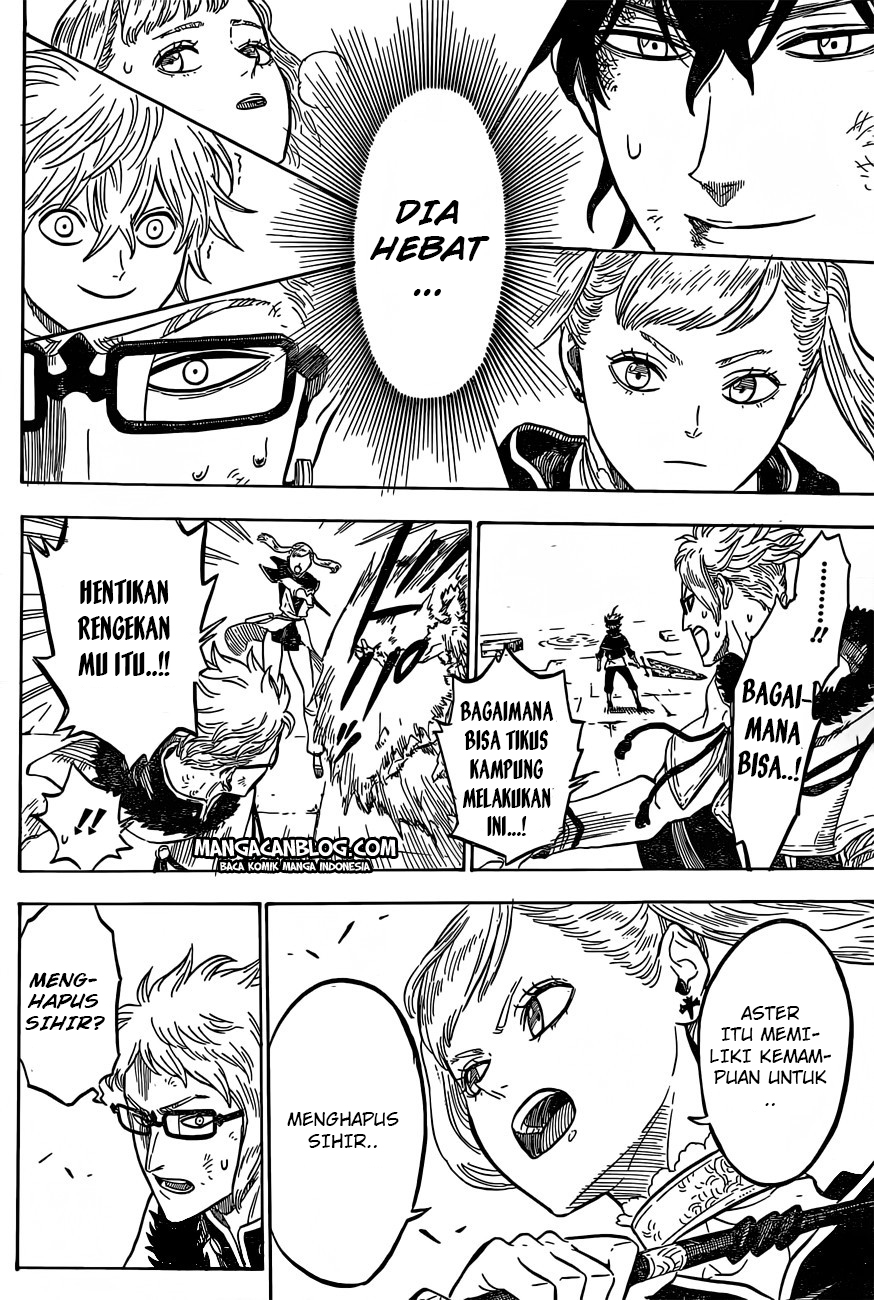 DIA
HEBAT
...
........!!
BAGAI-
MANA
BISA..!
BAGAIMANA
BISA TIKUS
KAMPUNG
MELAKUKAN
INI...!
HENTIKAN
RENGEKAN
MU ITU..!!
!!
MANGACANBLOG.COM
BACA KOMIK MANGA INDONESIA
ASTER
ITU MEMI-
LIKI KEMAM-
PUAN UNTUK
..
MENGHAPUS
SIHIR..
MENG-
HAPUS
SIHIR?